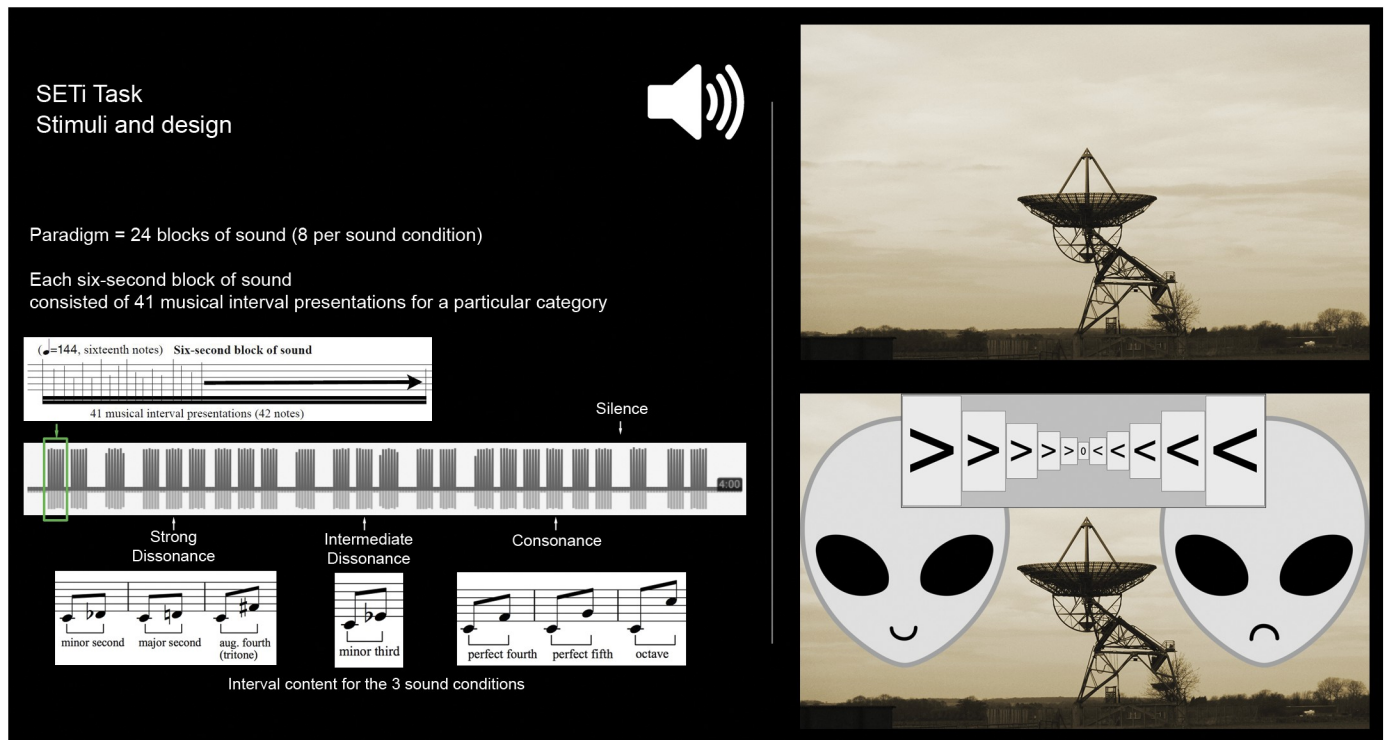 SETi Task
Stimuli and design
Paradigm = 24 blocks of sound (8 per sound condition)
Each six-second block of sound
consisted of 41 musical interval presentations for a particular category
(♩=144, sixteenth notes) Six-second block of sound
41 musical interval presentations (42 notes)
Silence
4:00
Strong
Dissonance
Intermediate
Dissonance
Consonance
minor second
major second
aug. fourth
(tritone)
minor third
perfect fourth
perfect fifth
octave
Interval content for the 3 sound conditions
> > > > > 0 < < < < <